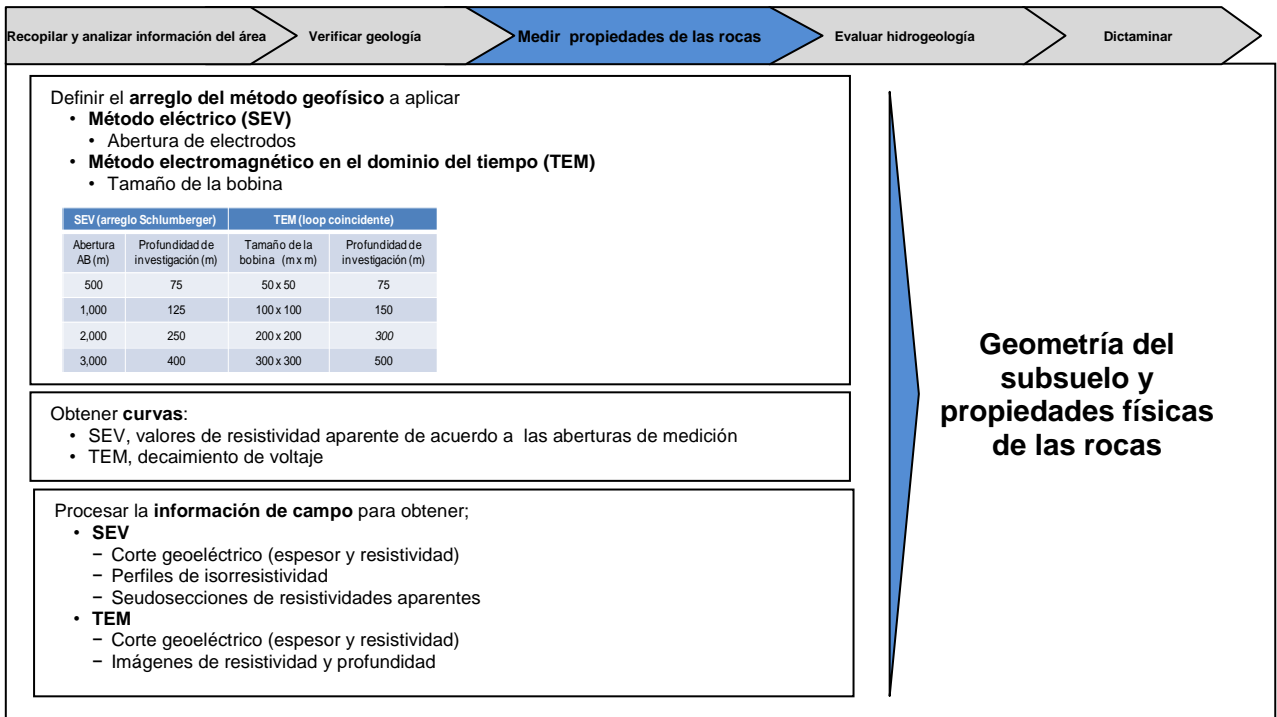 Recopilar y analizar información del área
Verificar geología
Medir propiedades de las rocas
Evaluar hidrogeología
Dictaminar
Definir el arreglo del método geofísico a aplicar
• Método eléctrico (SEV)
• Abertura de electrodos
• Método electromagnético en el dominio del tiempo (TEM)
• Tamaño de la bobina
SEV (arreglo Schlumberger) TEM (loop coincidente)
Abertura Profundidad de Tamaño de la Profundidad de
AB (m) investigación (m) bobina (m x m) investigación (m)
500 75 50 x 50 75
1,000 125 100 x 100 150
2,000 250 200 x 200 300
3,000 400 300 x 300 500
Obtener curvas:
• SEV, valores de resistividad aparente de acuerdo a las aberturas de medición
• TEM, decaimiento de voltaje
Procesar la información de campo para obtener;
• SEV
− Corte geoeléctrico (espesor y resistividad)
− Perfiles de isorresistividad
− Seudosecciones de resistividades aparentes
• TEM
− Corte geoeléctrico (espesor y resistividad)
− Imágenes de resistividad y profundidad
Geometría del
subsuelo y
propiedades físicas
de las rocas